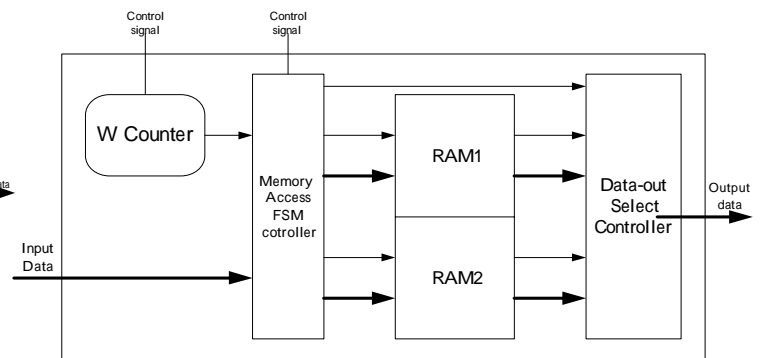 Control
signal
Control
signal
W Counter
RAM1
Memory
Access
FSM
cotroller
Data-out
Select
Controller
Output
data
Input
Data
RAM2